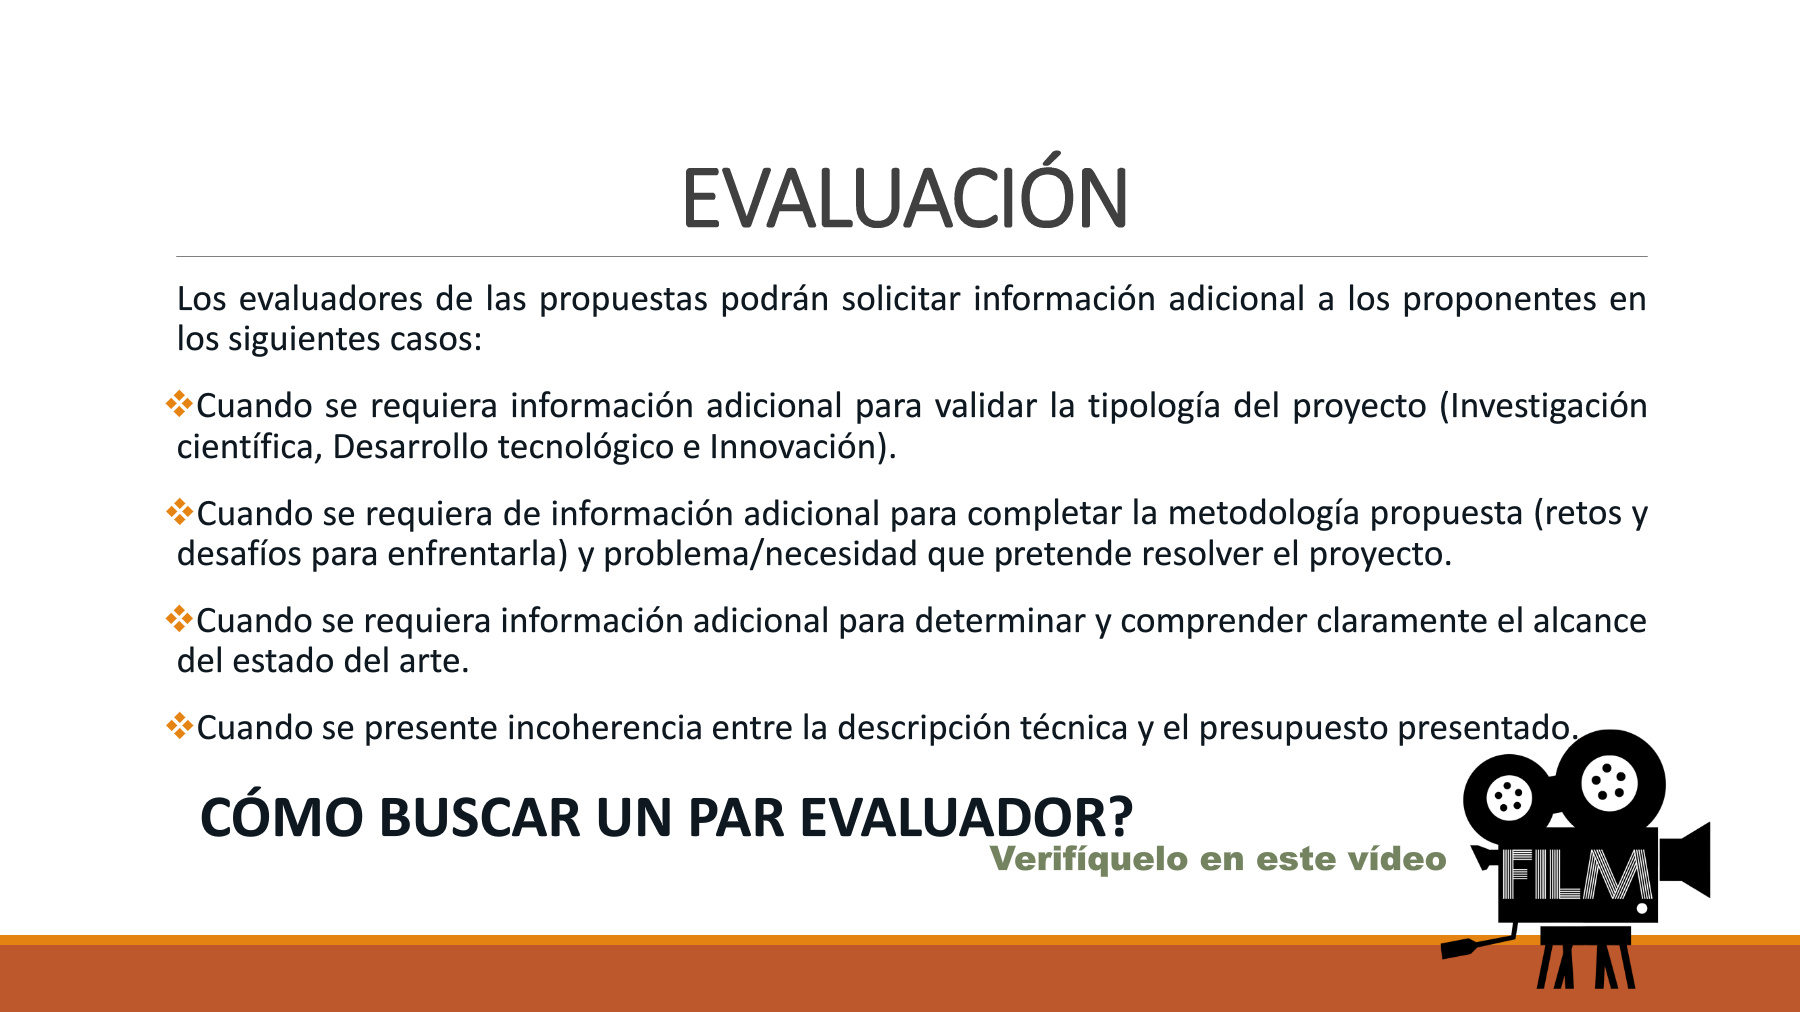 EVALUACIÓN
Los evaluadores de las propuestas podrán solicitar información adicional a los proponentes en
los siguientes casos:
❖Cuando se requiera información adicional para validar la tipología del proyecto (Investigación
científica, Desarrollo tecnológico e Innovación).
❖Cuando se requiera de información adicional para completar la metodología propuesta (retos y
desafíos para enfrentarla) y problema/necesidad que pretende resolver el proyecto.
❖Cuando se requiera información adicional para determinar y comprender claramente el alcance
del estado del arte.
❖Cuando se presente incoherencia entre la descripción técnica y el presupuesto presentado.
CÓMO BUSCAR UN PAR EVALUADOR?
Verifíquelo en este vídeo
FILM